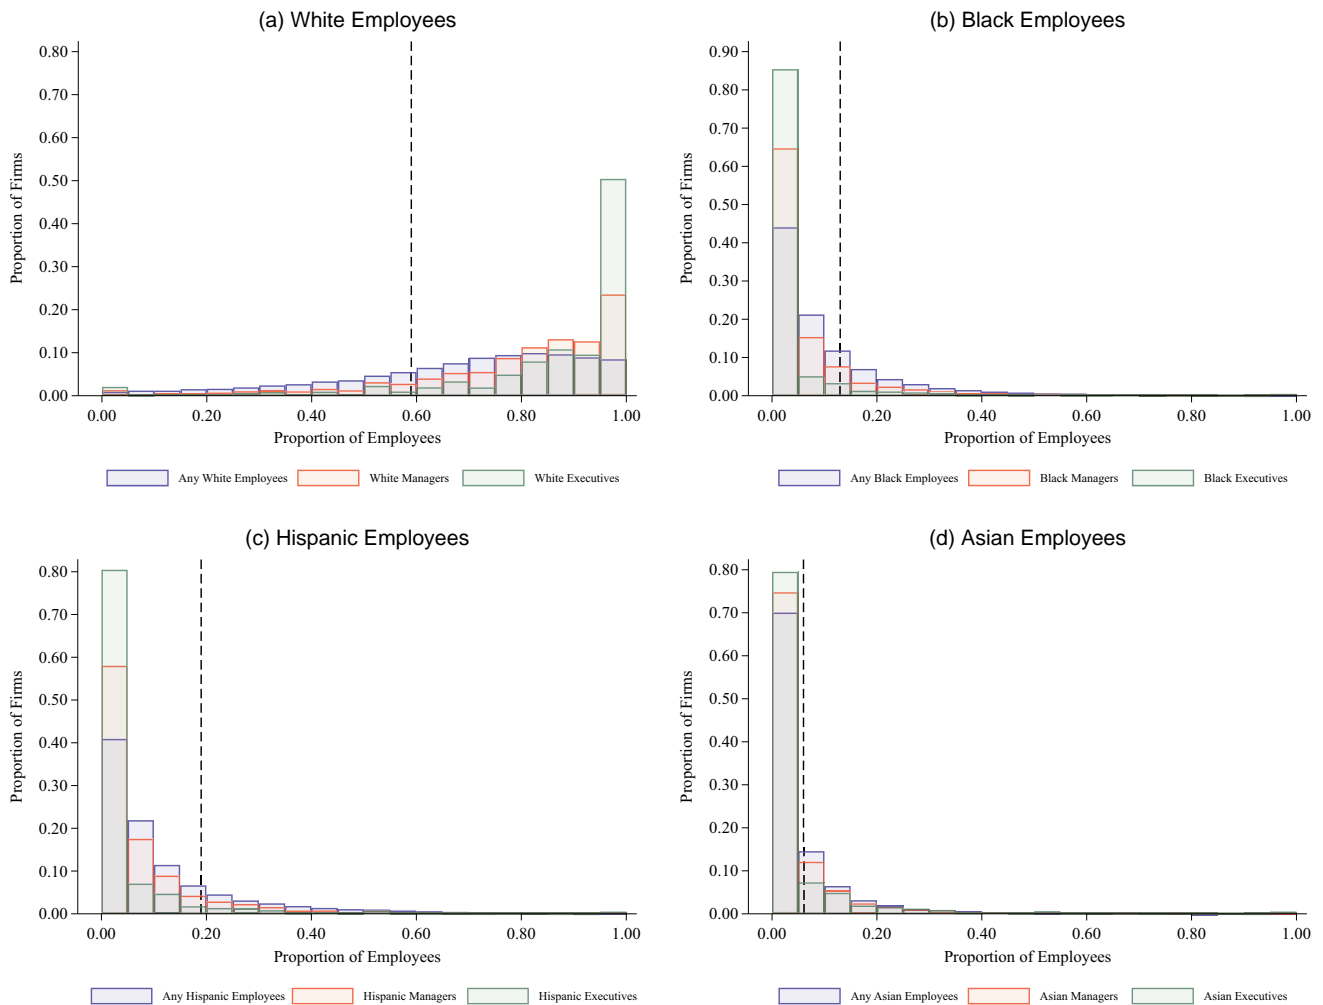 (a) White Employees
Proportion of Firms
0.80
0.70
0.60
0.50
0.40
0.30
0.20
0.10
0.00
0.00 0.20 0.40 0.60 0.80 1.00
Proportion of Employees
Any White Employees White Managers White Executives
(b) Black Employees
Proportion of Firms
0.90
0.80
0.70
0.60
0.50
0.40
0.30
0.20
0.10
0.00
0.00 0.20 0.40 0.60 0.80 1.00
Proportion of Employees
Any Black Employees Black Managers Black Executives
(c) Hispanic Employees
Proportion of Firms
0.80
0.70
0.60
0.50
0.40
0.30
0.20
0.10
0.00
0.00 0.20 0.40 0.60 0.80 1.00
Proportion of Employees
Any Hispanic Employees Hispanic Managers Hispanic Executives
(d) Asian Employees
Proportion of Firms
0.80
0.70
0.60
0.50
0.40
0.30
0.20
0.10
0.00
0.00 0.20 0.40 0.60 0.80 1.00
Proportion of Employees
Any Asian Employees Asian Managers Asian Executives